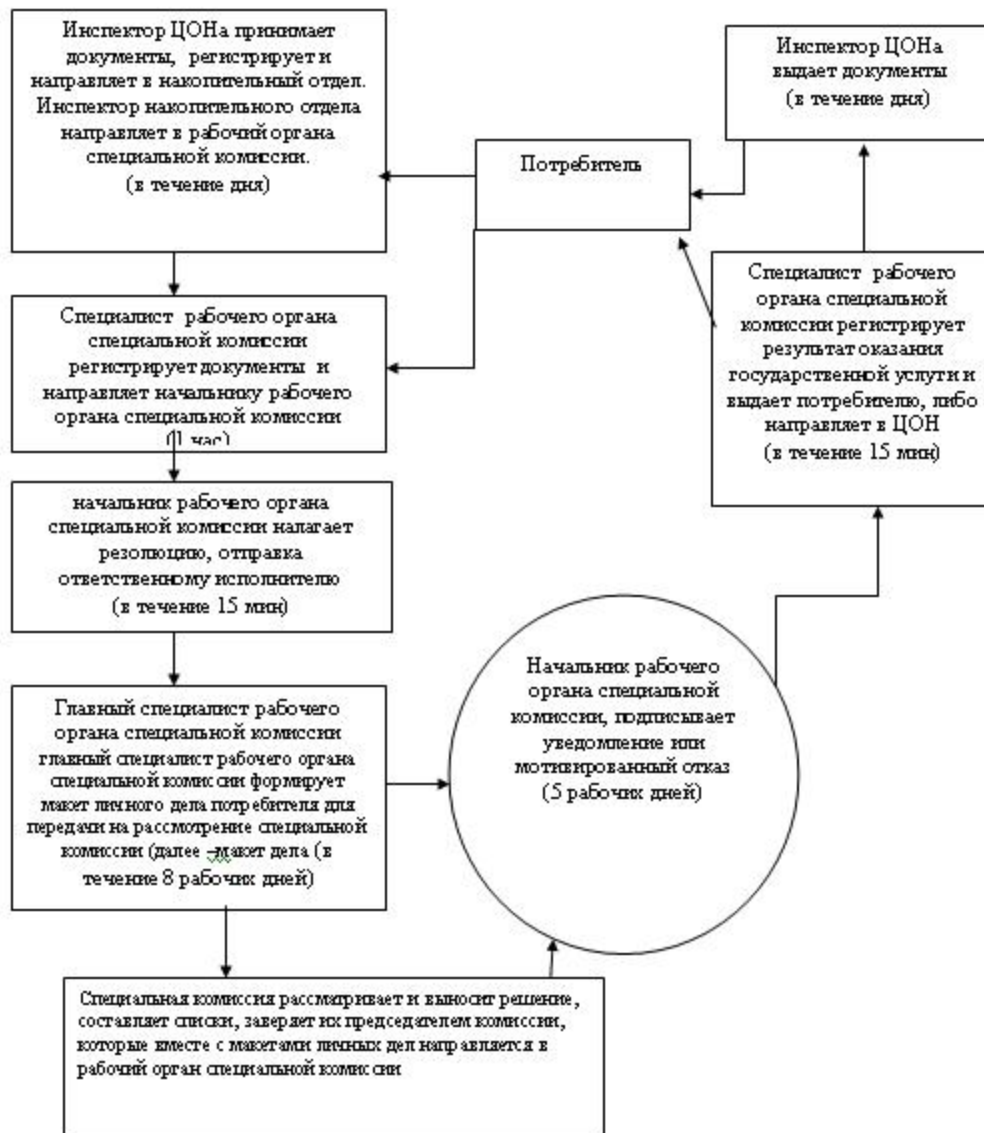 Инспектор ЦОНа принимает
документы, регистрирует и
направляет в накопительный отдел.
Инспектор накопительного отдела
направляет в рабочий органа
специальной комиссии.
(в течение дня)
Потребитель
Инспектор ЦОНа
выдает документы
(в течение дня)
Специалист рабочего органа
специальной комиссии
регистрирует документы и
направляет начальнику рабочего
органа специальной комиссии
(1 час)
Специалист рабочего
органа специальной
комиссии регистрирует
результат оказания
государственной услуги и
выдает потребителю, либо
направляет в ЦОН
(в течение 15 мин)
начальник рабочего органа
специальной комиссии налагает
резолюцию, отправка
ответственному исполнителю
(в течение 15 мин)
Главный специалист рабочего
органа специальной комиссии
главный специалист рабочего органа
специальной комиссии формирует
макет личного дела потребителя для
передачи на рассмотрение специальной
комиссии (далее –макет дела (в
течение 8 рабочих дней)
Начальник рабочего
органа специальной
комиссии, подписывает
уведомление или
мотивированный отказ
(5 рабочих дней)
Специальная комиссия рассматривает и выносит решение,
составляет списки, заверяет их председателем комиссии,
которые вместе с макетами личных дел направляется в
рабочий орган специальной комиссии